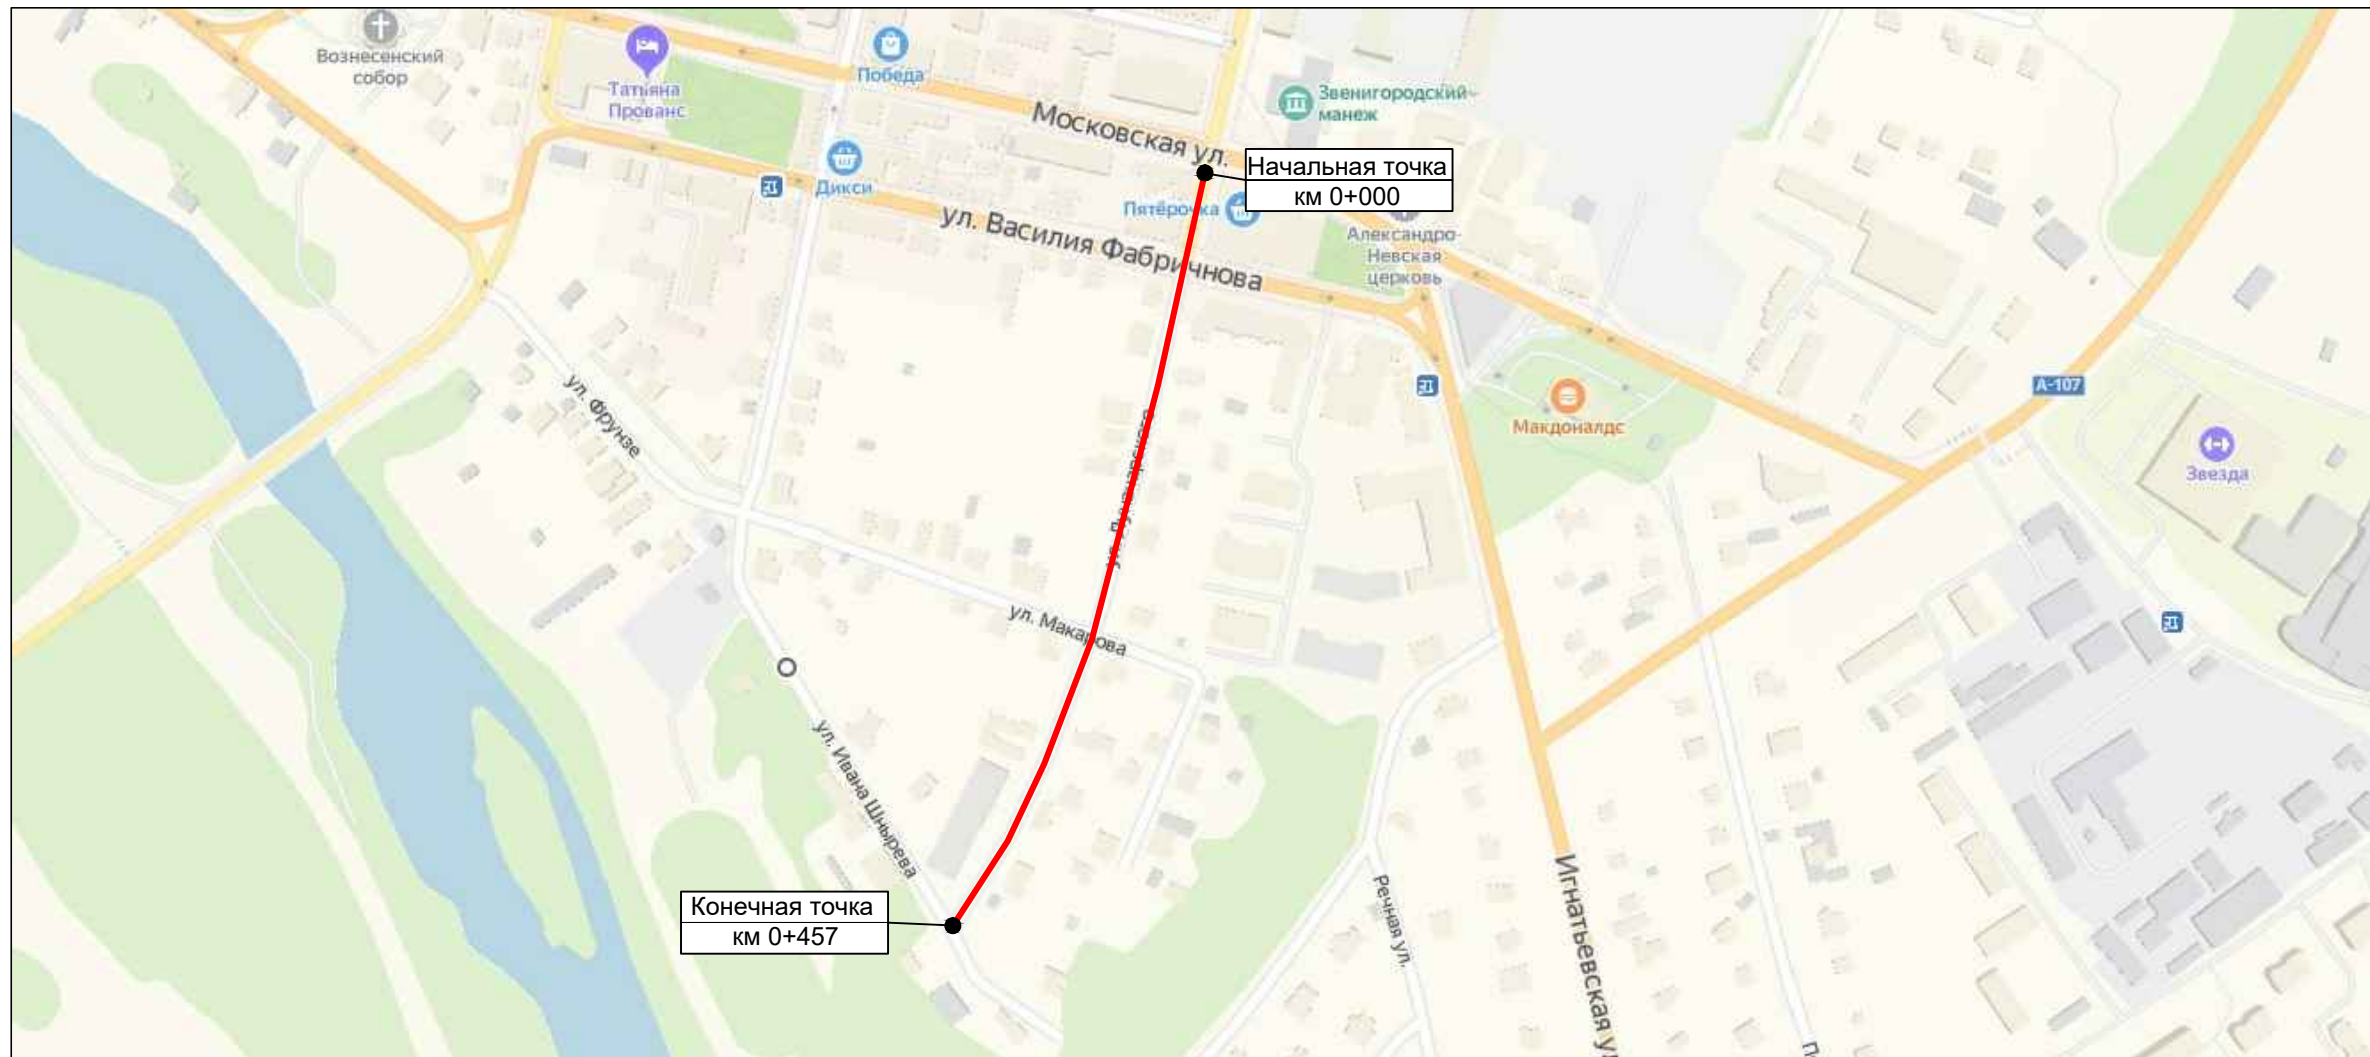 Вознесенский
собор
Татьяна
Прованс
Победа
Звенигородский
манеж
Московская ул.
Дикси
Начальная точка
км 0+000
Пятёрочка
ул. Василия Фабричнова
Александро-
Невская
церковь
А-107
ул. Фрунзе
Макдоналдс
Звезда
ул. Макарова
ул. Ивана Шнырева
Конечная точка
км 0+457
Речная ул.
Игнатьевская